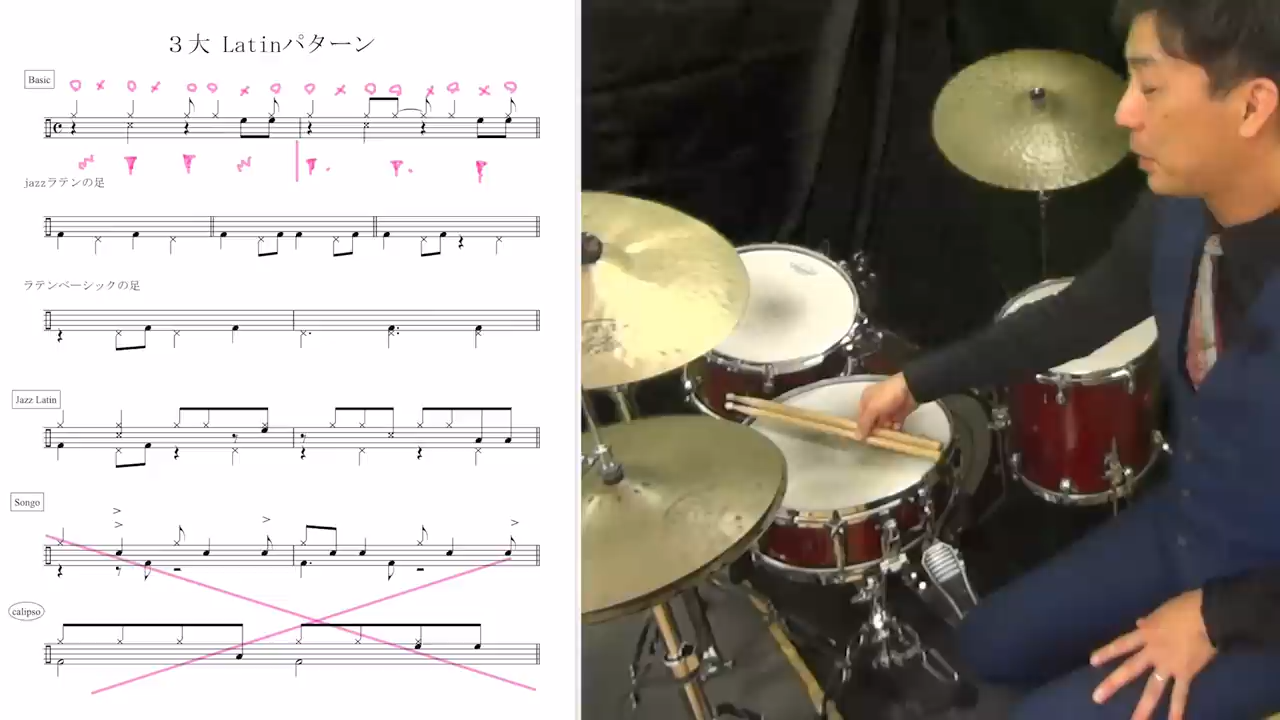 ３大 Latinパターン
Basic
jazzラテンの足
ラテンベーシックの足
Jazz Latin
Songo
calipso